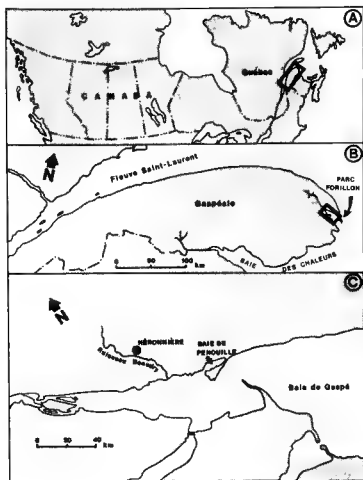 A
Québec
CANADA
B
N
Fleuve Saint-Laurent
PARC
FORILLON
Gaspésie
BAIE DES CHALEURS
0 50 100
km
C
N
HÉRONNIÈRE
BAIE DE
PENOUILLE
Ruisseau
Baie de Gaspé
0 20 40
km